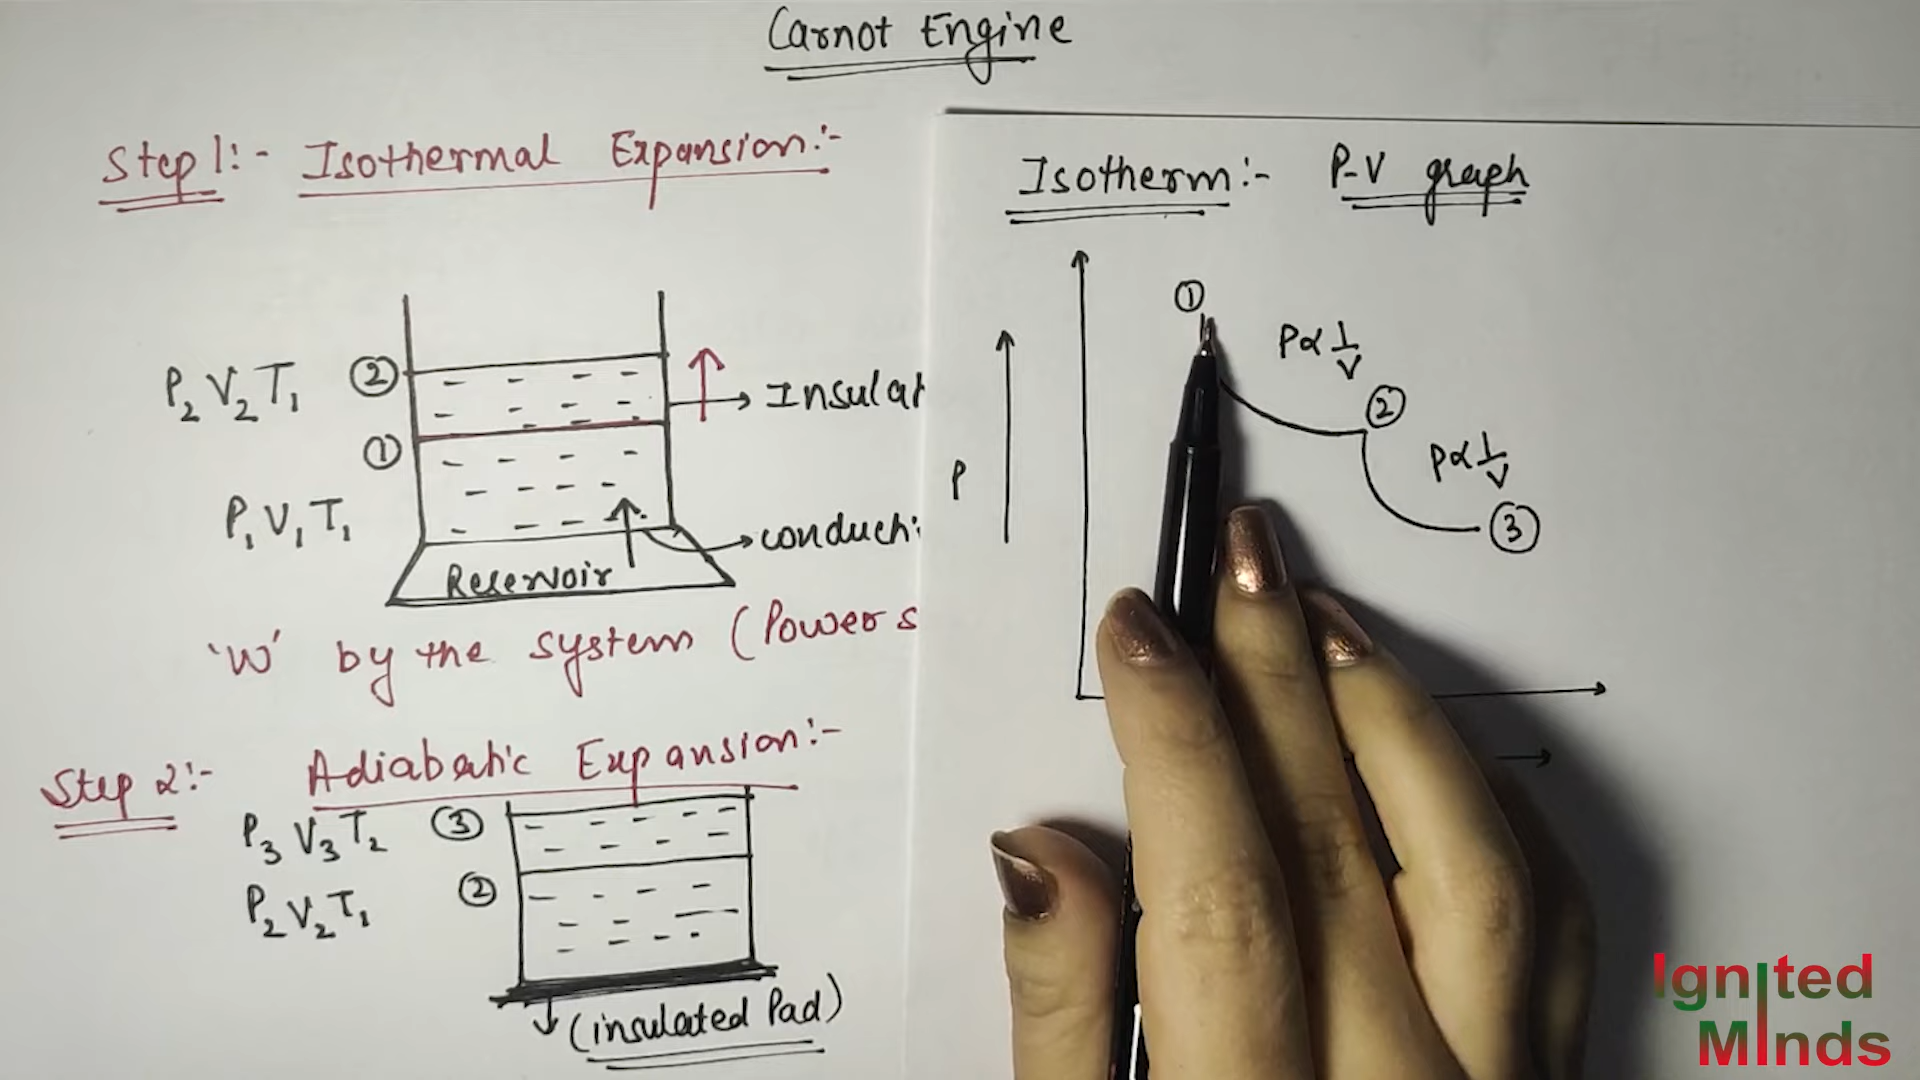 Carnot Engine
Step 1:- Isothermal Expansion:-
P₂ V₂ T₁ ②
①
P₁ V₁ T₁
Reservoir
'W' by the system (Power s
Step 2:- Adiabatic Expansion:-
P₃ V₃ T₂ ③
P₂ V₂ T₁ ②
(insulated Pad)
Isotherm:- P-V graph
①
P ∝ 1/V
②
P ∝ 1/V
③
P
Ignited
Minds